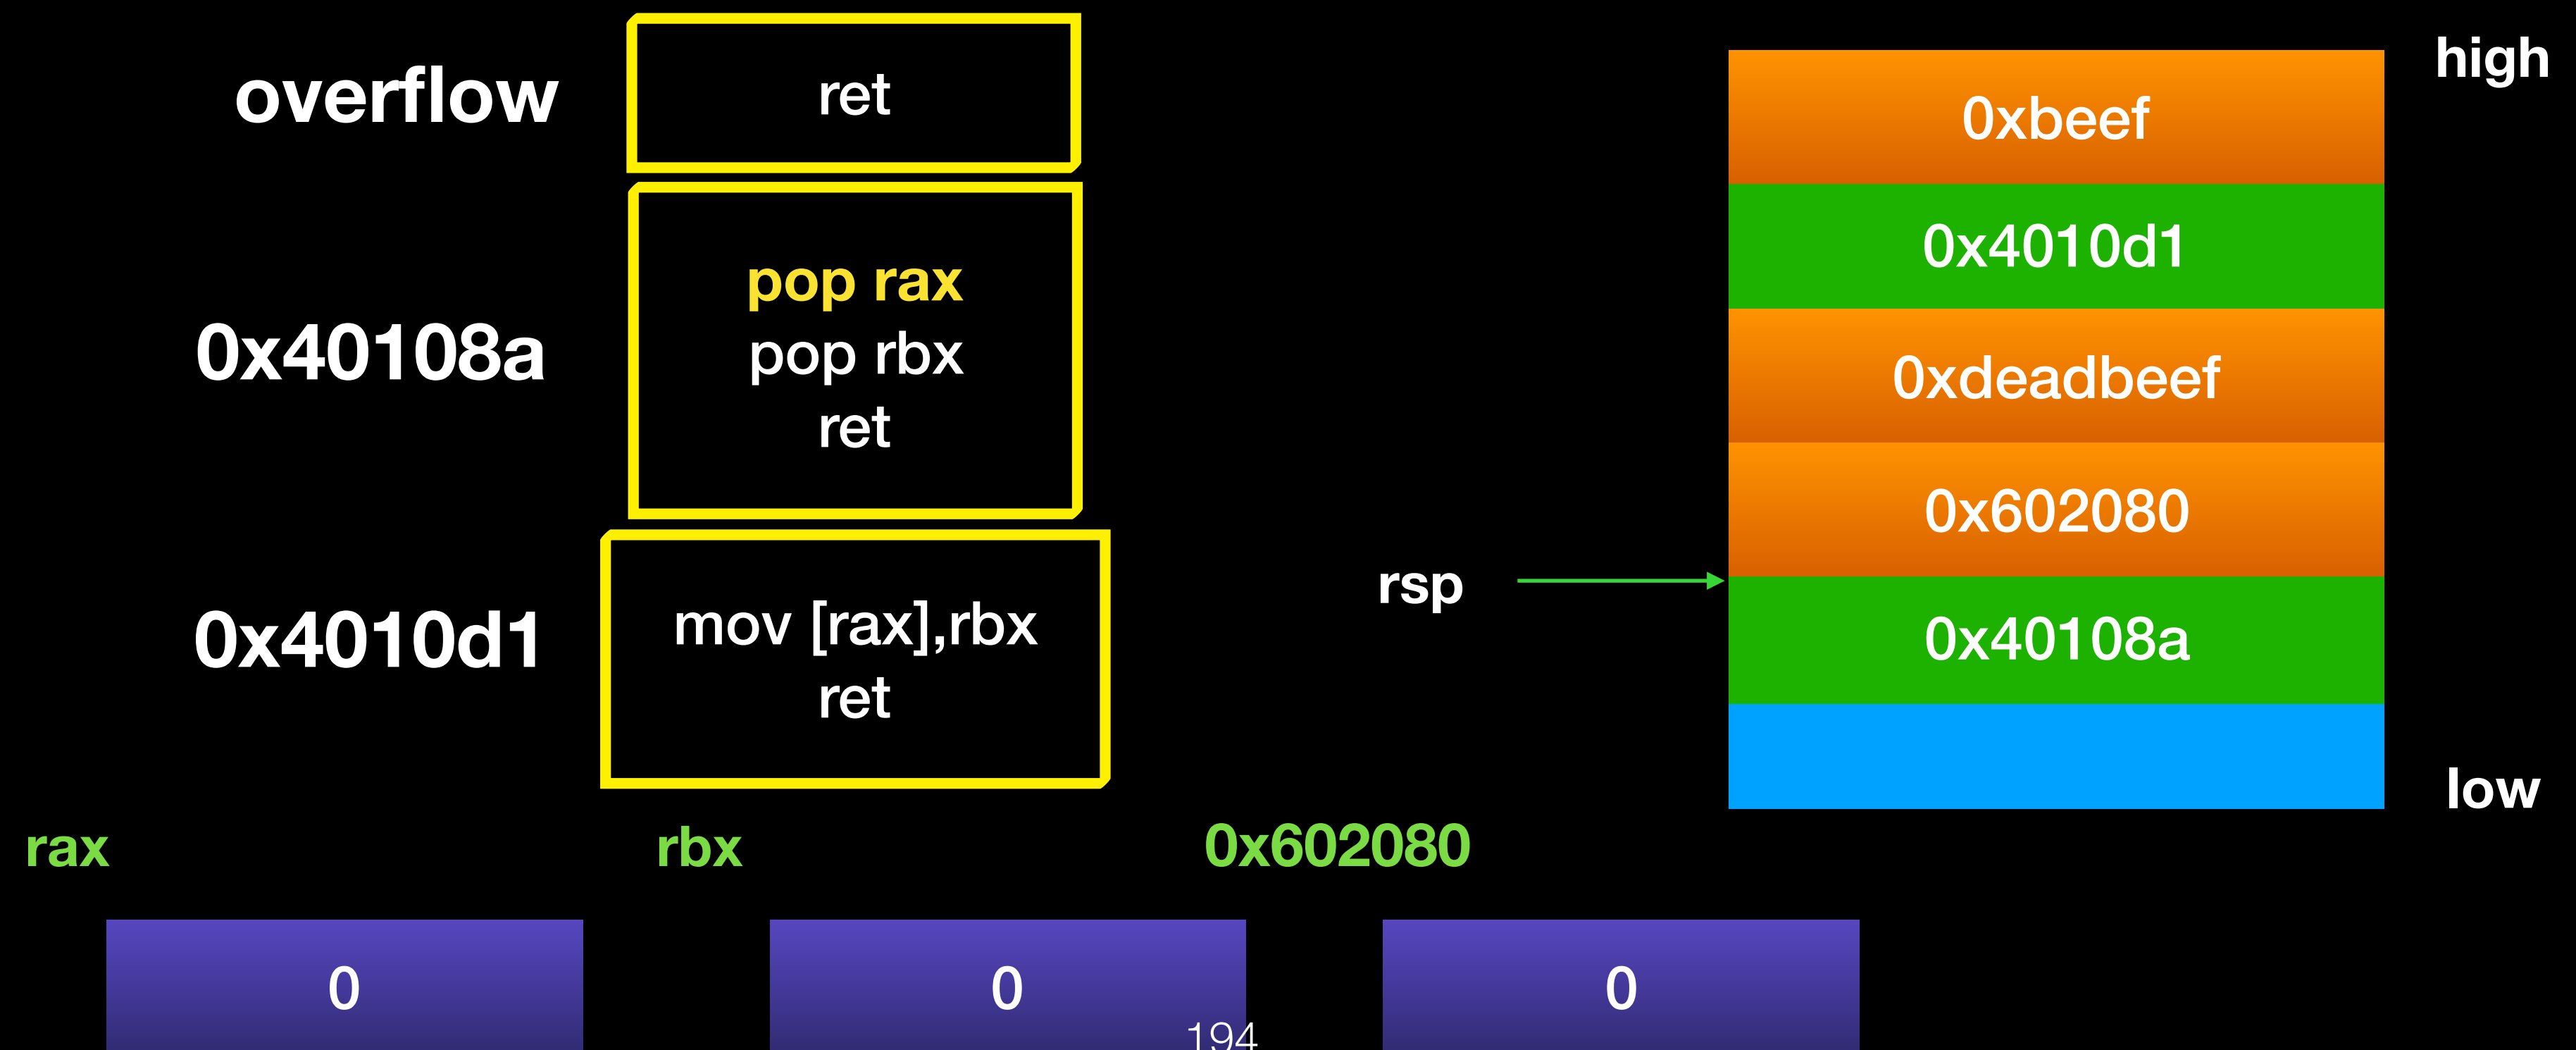 overflow
ret
0x40108a
pop rax
pop rbx
ret
0x4010d1
mov [rax],rbx
ret
high
0xbeef
0x4010d1
0xdeadbeef
0x602080
rsp
0x40108a
low
rax
rbx
0x602080
0
0
0
194